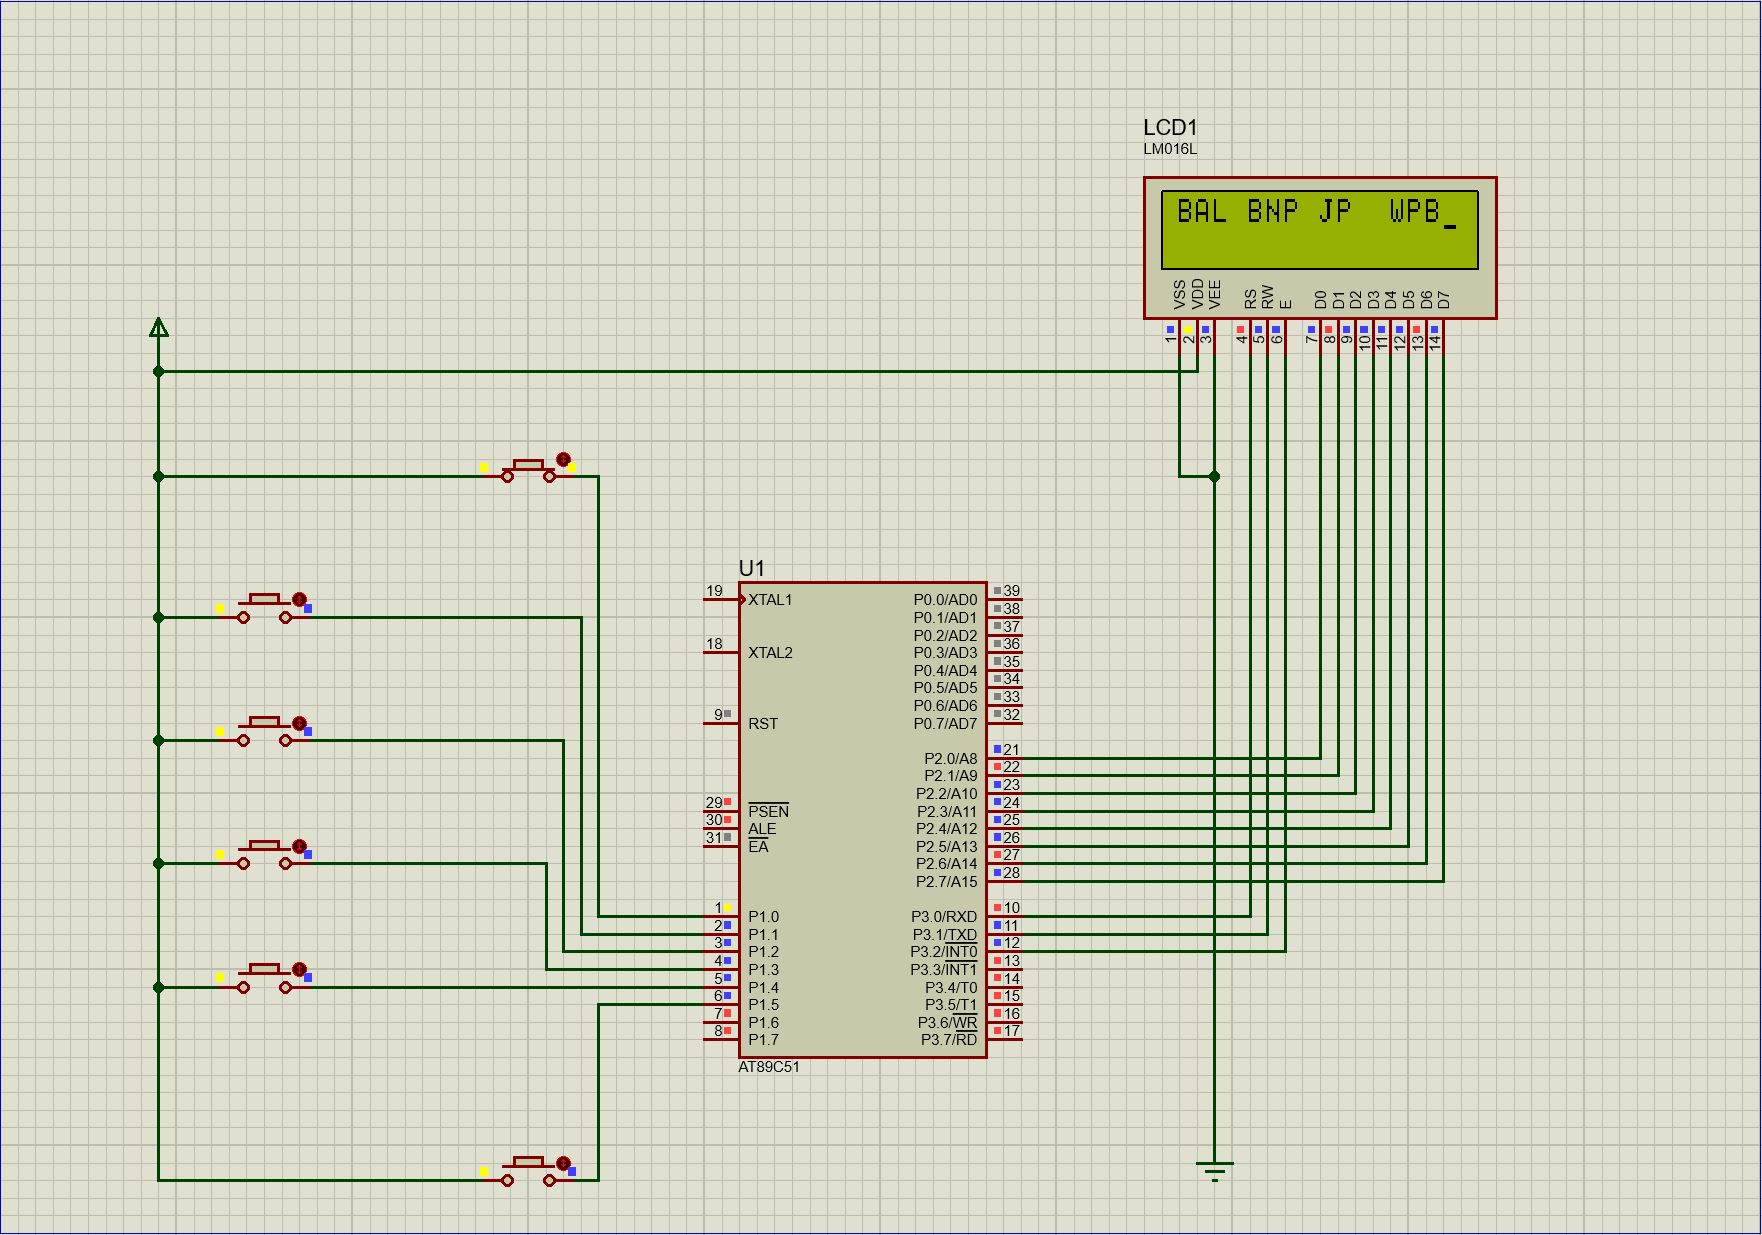 LCD1
LM016L
BAL BNP JP  WPB_
VSS
VDD
VEE
RS
RW
E
D0
D1
D2
D3
D4
D5
D6
D7
1
2
3
4
5
6
7
8
9
10
11
12
13
14
U1
19 XTAL1
18 XTAL2
9 RST
29 PSEN
30 ALE
31 EA
1 P1.0
2 P1.1
3 P1.2
4 P1.3
5 P1.4
6 P1.5
7 P1.6
8 P1.7
P0.0/AD0 39
P0.1/AD1 38
P0.2/AD2 37
P0.3/AD3 36
P0.4/AD4 35
P0.5/AD5 34
P0.6/AD6 33
P0.7/AD7 32
P2.0/A8 21
P2.1/A9 22
P2.2/A10 23
P2.3/A11 24
P2.4/A12 25
P2.5/A13 26
P2.6/A14 27
P2.7/A15 28
P3.0/RXD 10
P3.1/TXD 11
P3.2/INT0 12
P3.3/INT1 13
P3.4/T0 14
P3.5/T1 15
P3.6/WR 16
P3.7/RD 17
AT89C51